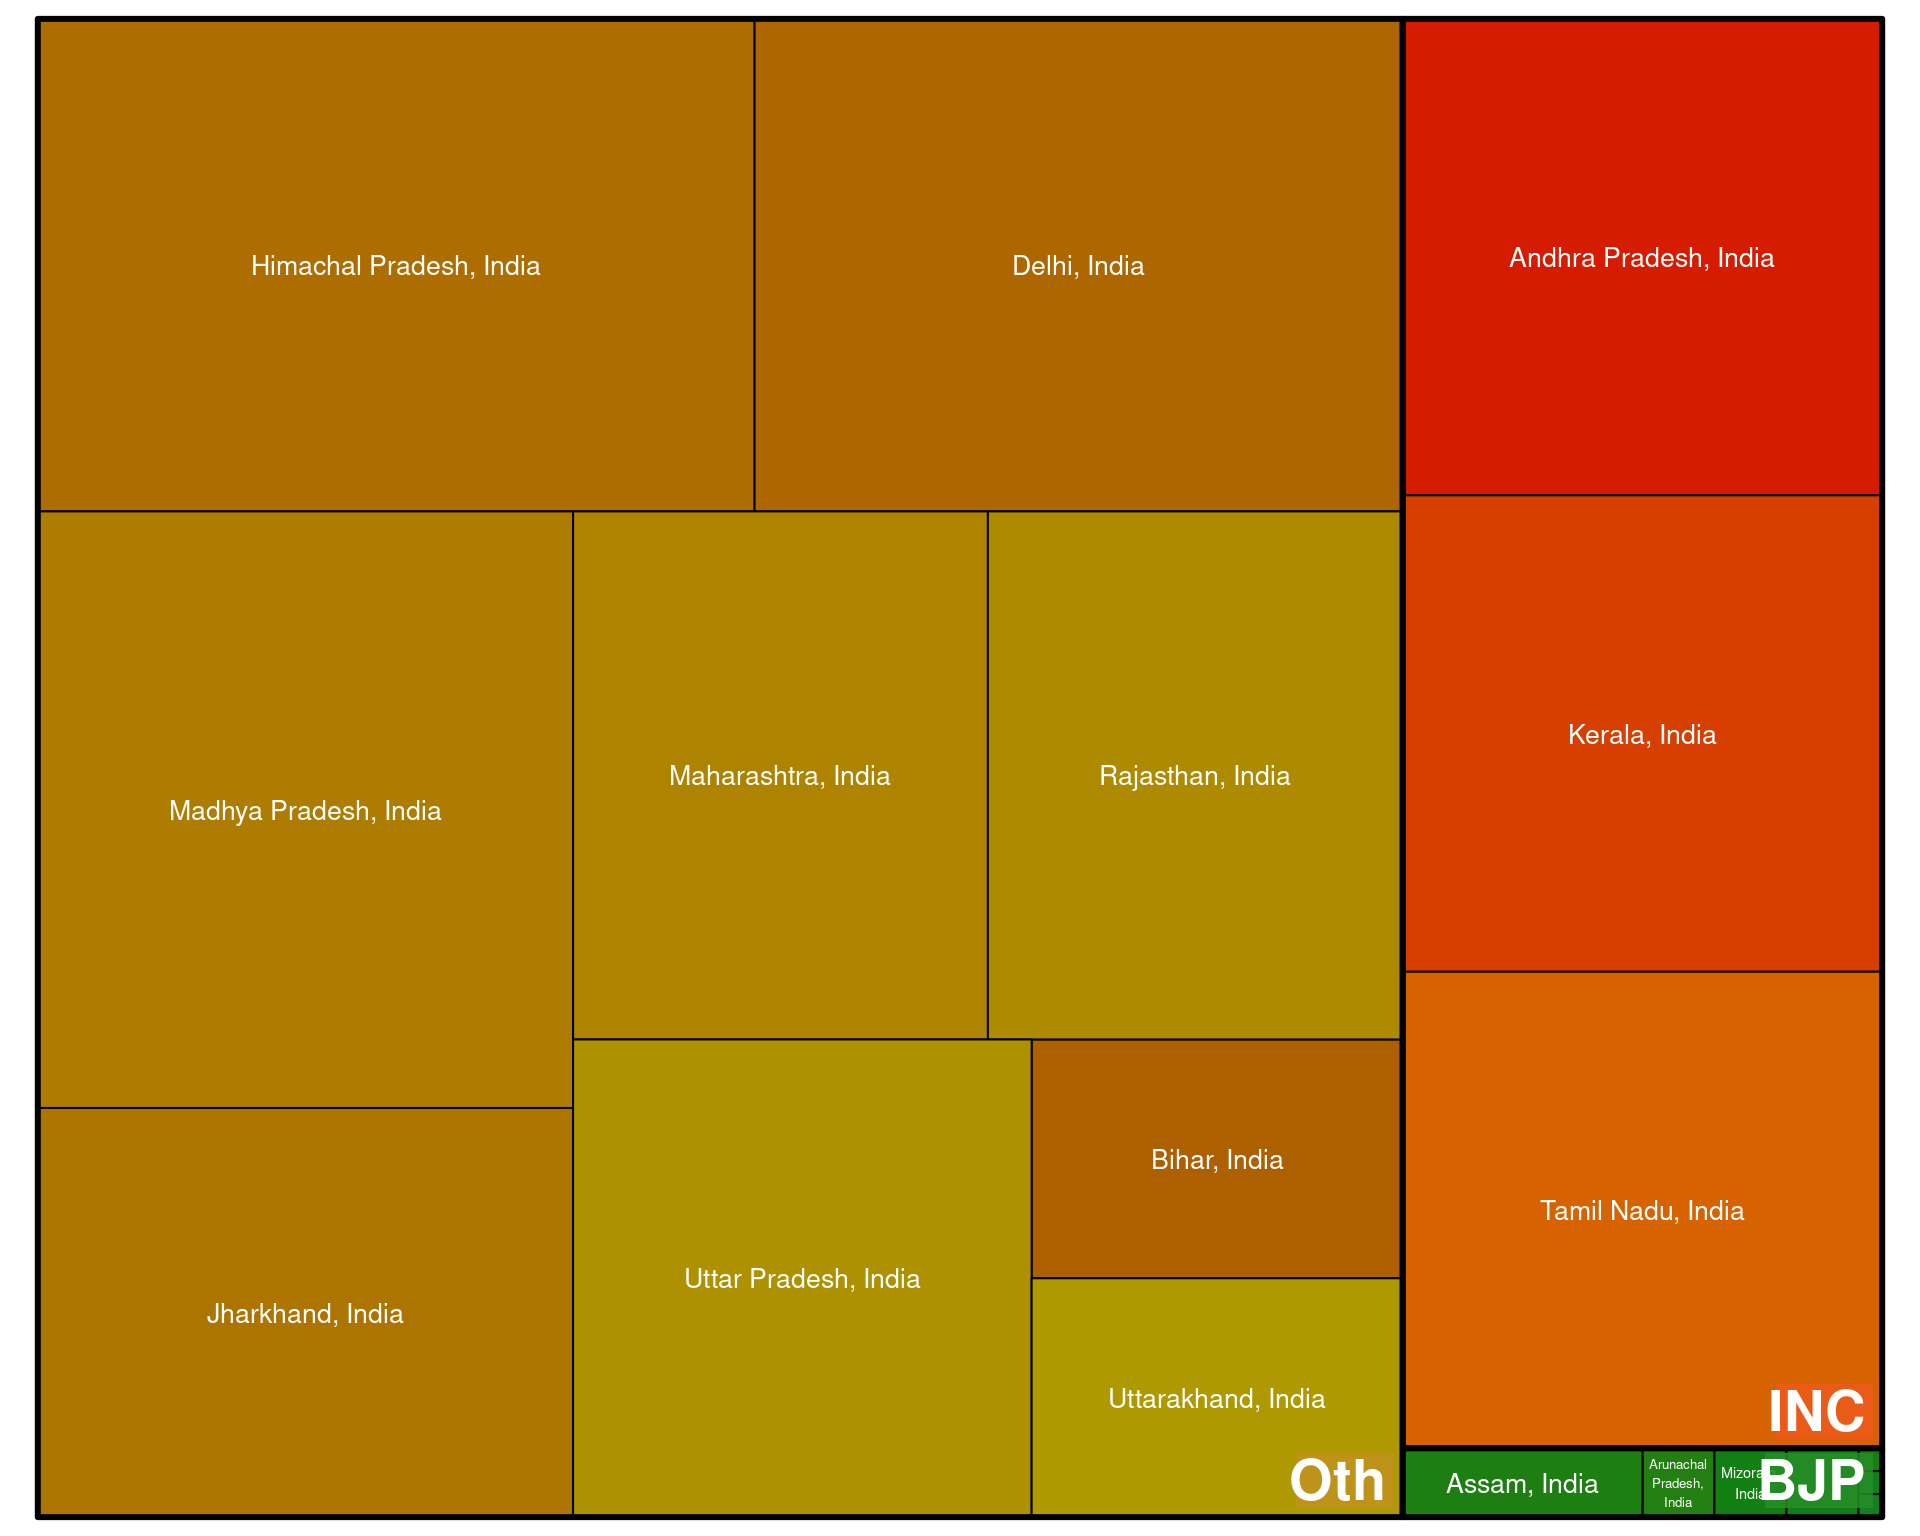 Himachal Pradesh, India
Delhi, India
Andhra Pradesh, India
Kerala, India
Madhya Pradesh, India
Maharashtra, India
Rajasthan, India
Bihar, India
Tamil Nadu, India
Uttar Pradesh, India
Jharkhand, India
Uttarakhand, India
INC
Oth
Assam, India
Arunachal
Pradesh,
India
India
BJP